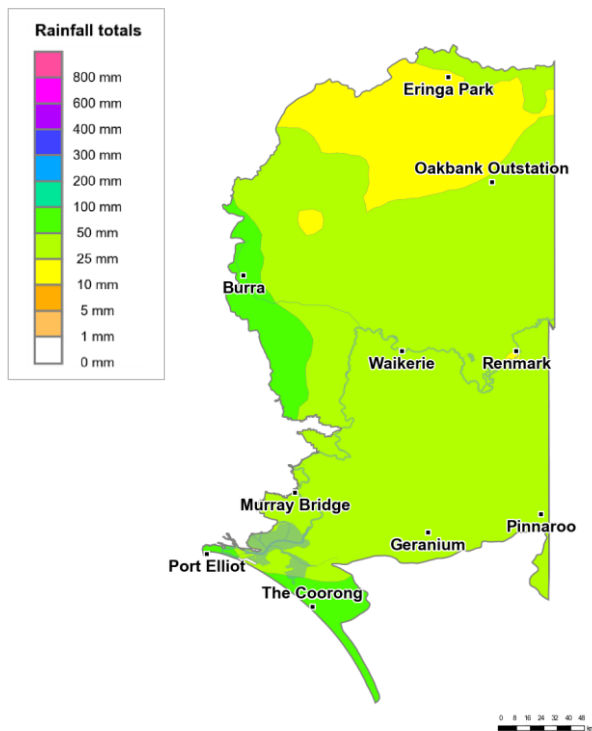 Rainfall totals
800 mm
600 mm
400 mm
300 mm
200 mm
100 mm
50 mm
25 mm
10 mm
5 mm
1 mm
0 mm
Eringa Park
Oakbank Outstation
Burra
Waikerie
Renmark
Murray Bridge
Pinnaroo
Geranium
Port Elliot
The Coorong
0 8 16 24 32 40 48